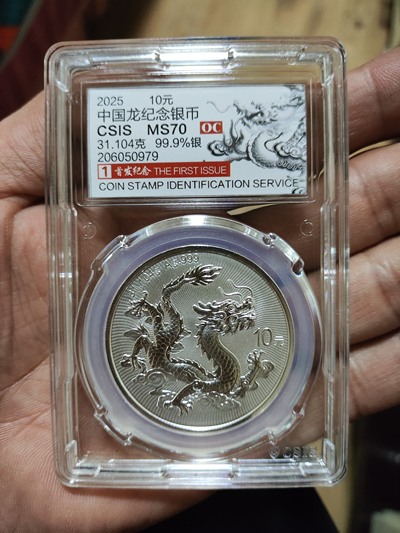 2025 10元
中国龙纪念银币
CSIS MS70 OC
31.104克 99.9%银
206050979
1 首发纪念 THE FIRST ISSUE
COIN STAMP IDENTIFICATION SERVICE
999
10元
CSIS